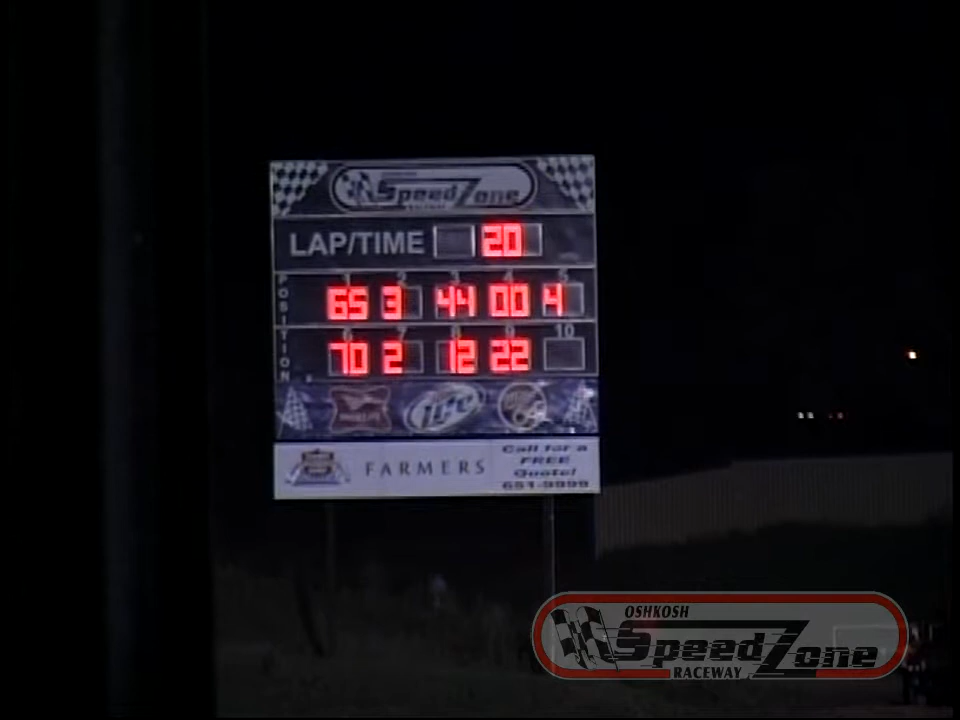 SpeedZone
LAP/TIME 20
POSITION
1 2 3 4 5
65 3 44 00 4
6 7 8 9 10
70 2 12 22
Lite
FARMERS
Call for a
FREE
Quote!
651-9999
OSHKOSH
SpeedZone
RACEWAY